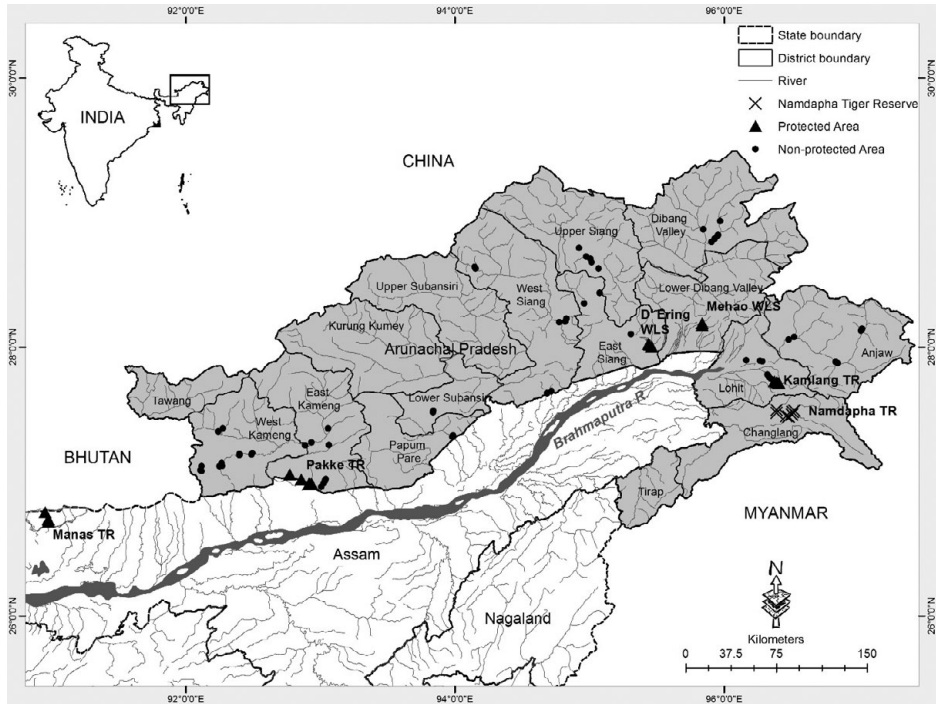 92°0'0"E
94°0'0"E
96°0'0"E
30°0'0"N
30°0'0"N
State boundary
District boundary
River
Namdapha Tiger Reserve
Protected Area
Non-protected Area
INDIA
CHINA
Dibang
Valley
Upper Siang
Upper Subansiri
West
Siang
Lower Dibang Valley
Mehao WLS
D' Ering
WLS
Kurung Kumey
Arunachal Pradesh
28°0'0"N
28°0'0"N
East
Siang
Anjaw
Lohit
Kamlang TR
Tawang
East
Kameng
West
Kameng
Lower Subansiri
Papum
Pare
Brahmaputra R.
Namdapha TR
Changlang
BHUTAN
Pakke TR
Tirap
MYANMAR
Manas TR
Assam
N
Nagaland
26°0'0"N
26°0'0"N
Kilometers
0 37.5 75 150
92°0'0"E
94°0'0"E
96°0'0"E